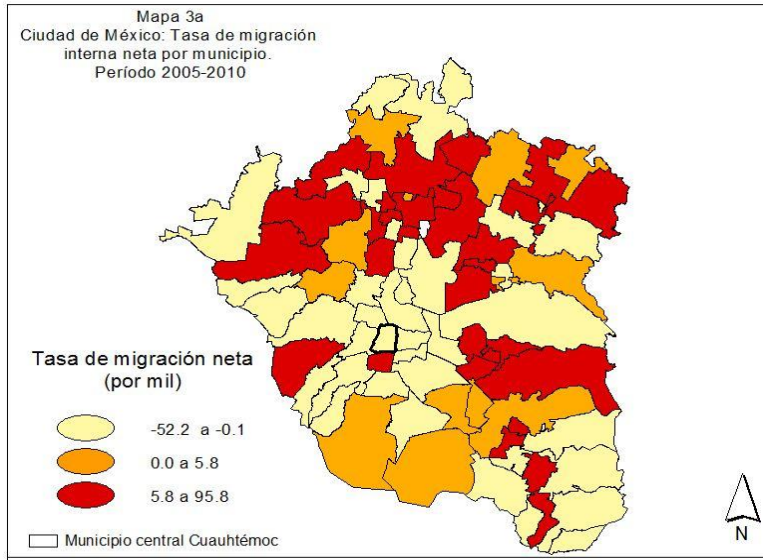 Mapa 3a
Ciudad de México: Tasa de migración
interna neta por municipio.
Período 2005-2010
Tasa de migración neta
(por mil)
-52.2 a -0.1
0.0 a 5.8
5.8 a 95.8
Municipio central Cuauhtémoc
N